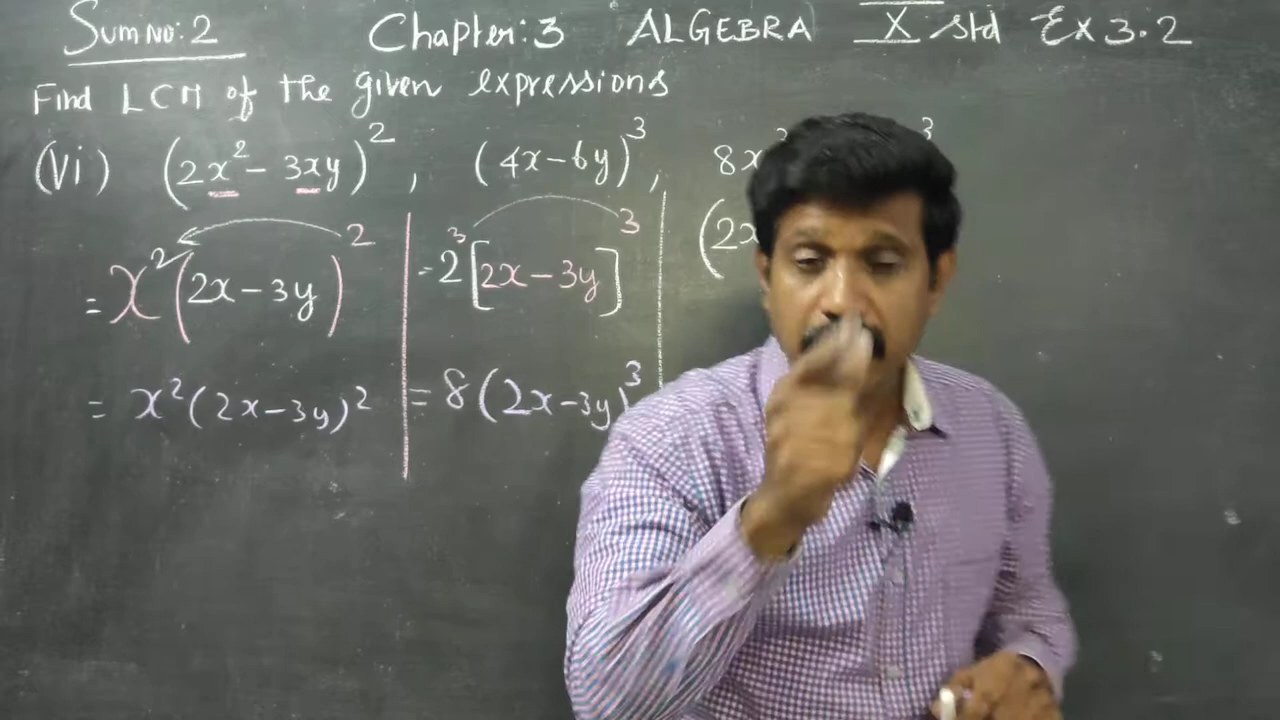 Sum No: 2 Chapter: 3 ALGEBRA X std Ex 3.2
Find LCM of the given expressions
(Vi) (2x² - 3xy)² , (4x-6y)³ , 8x 3
= x² (2x-3y)² = 2³ [2x-3y]³ (2x
= x² (2x-3y)² = 8 (2x-3y)³